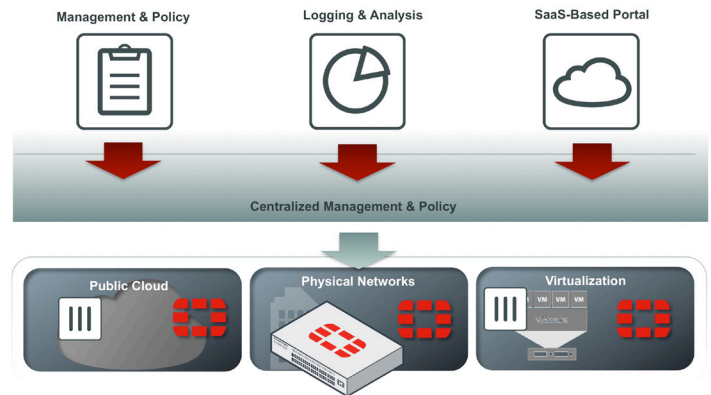 Management & Policy
Logging & Analysis
SaaS-Based Portal
Centralized Management & Policy
Public Cloud
Physical Networks
Virtualization
VM VM VM